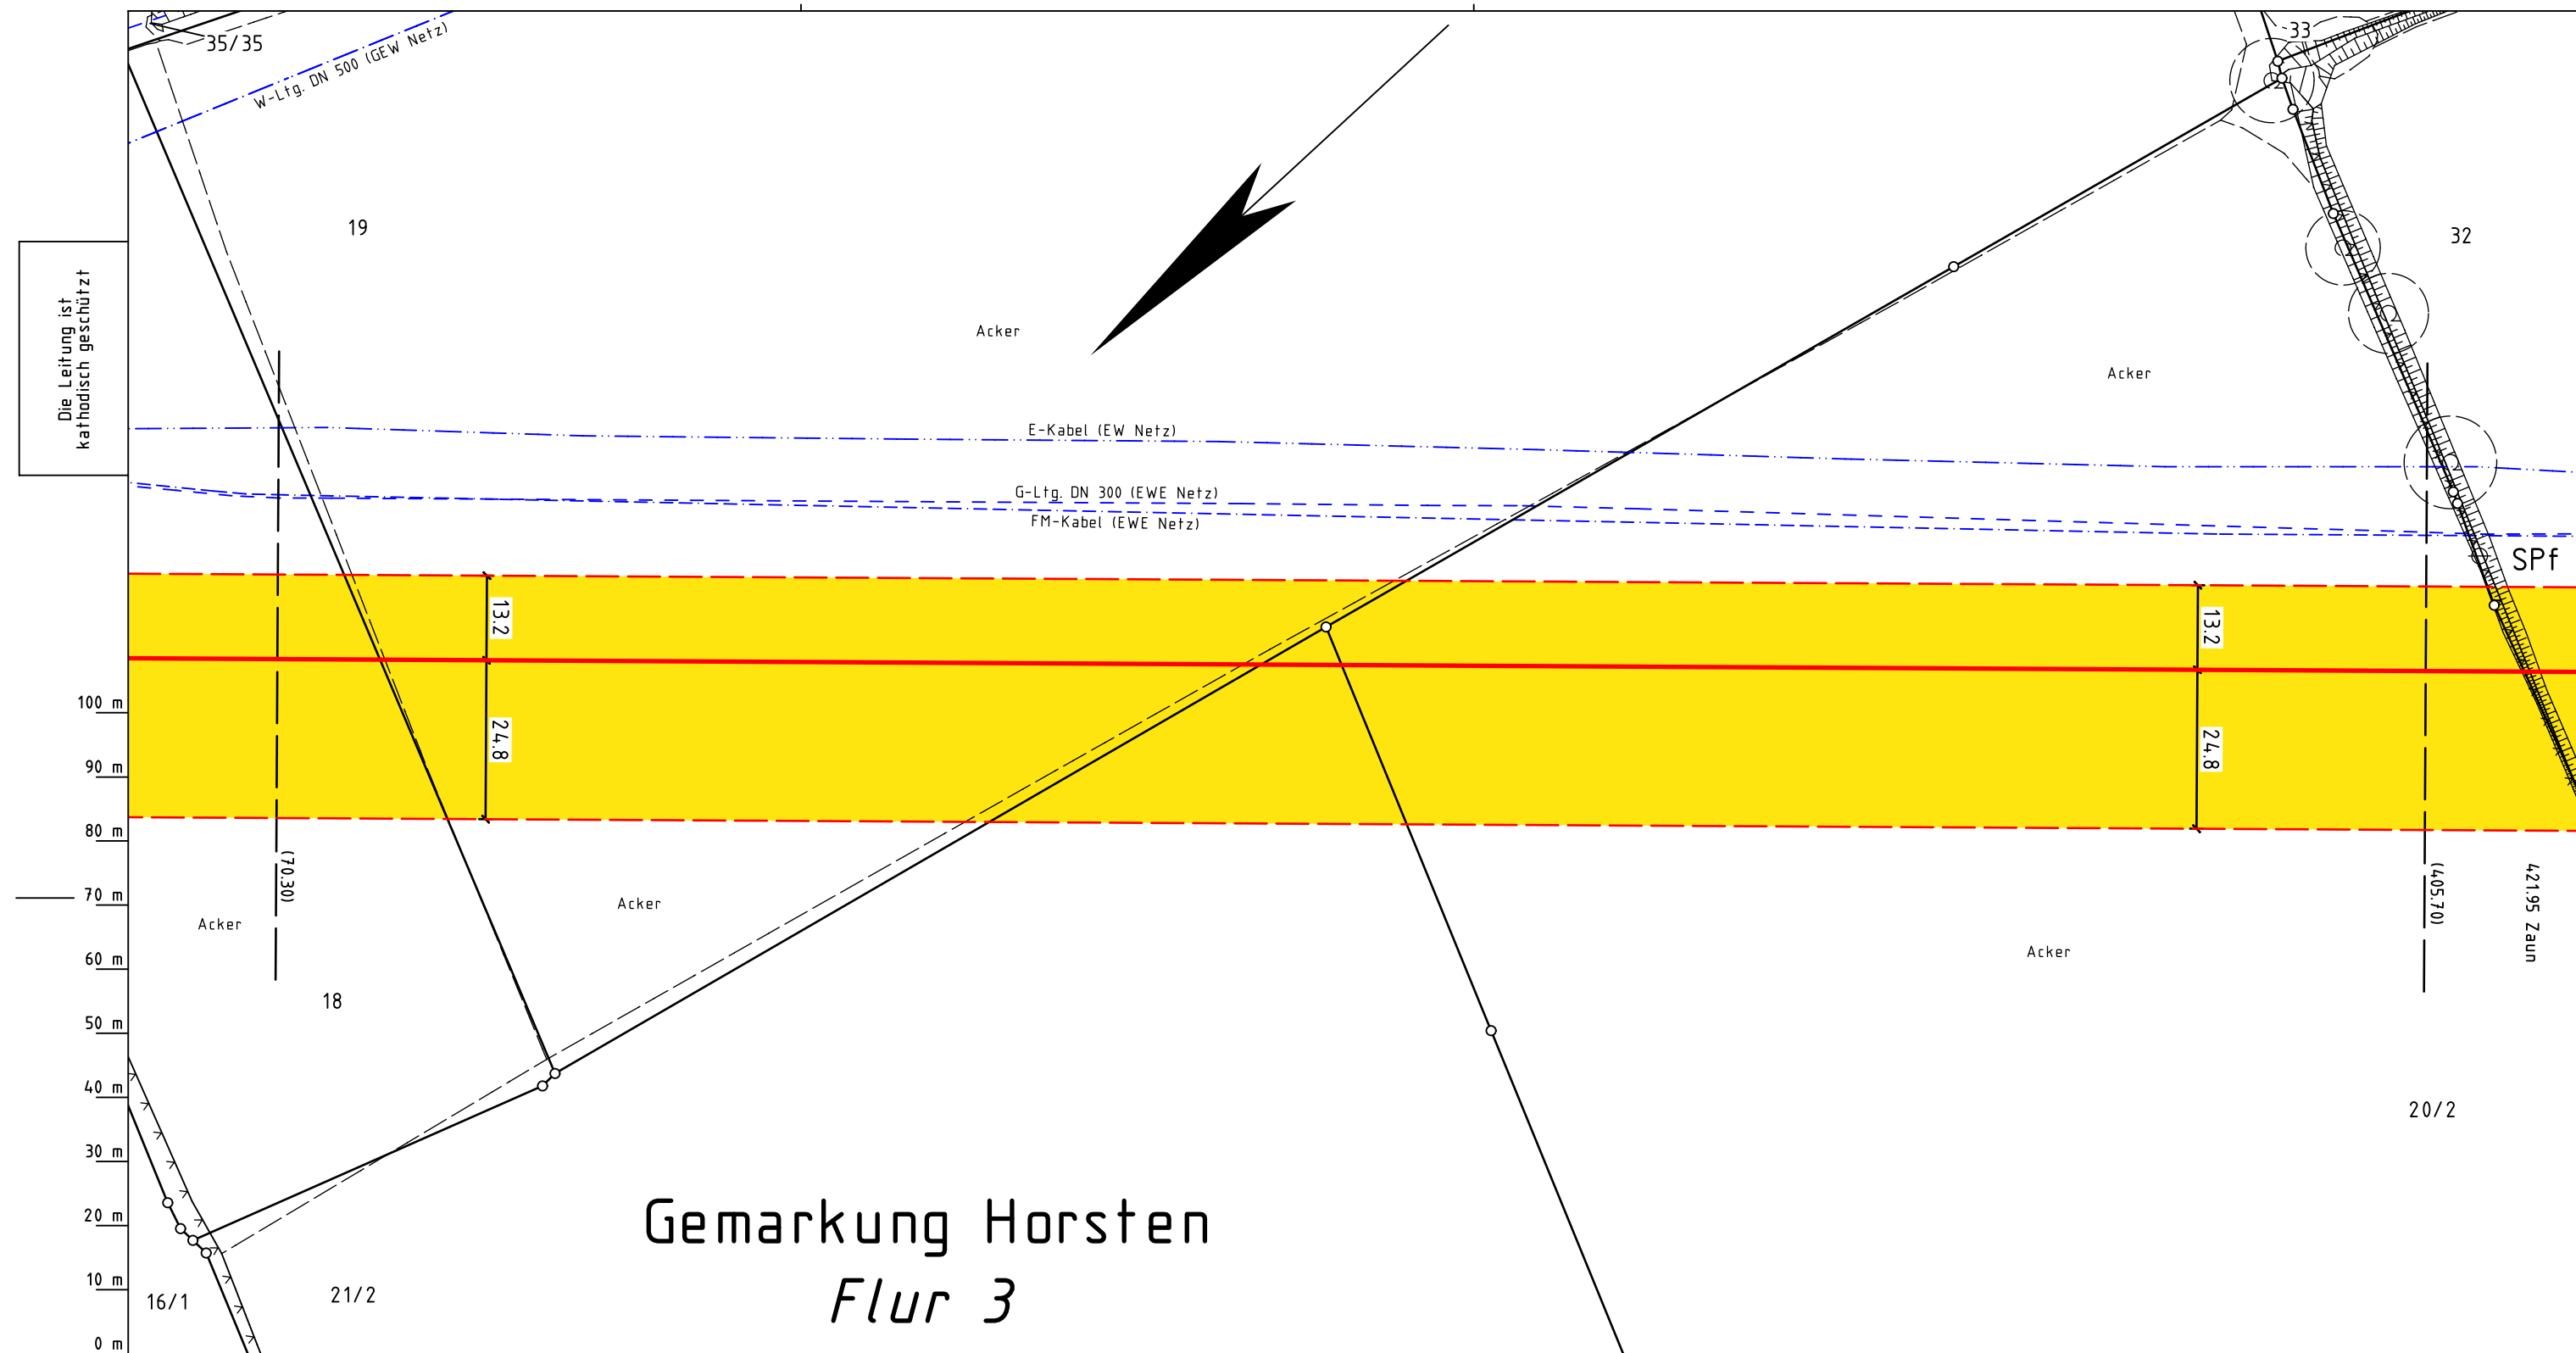 35/35
W-Ltg. DN 500 (GEW Netz)
33
19
32
Die Leitung ist
kathodisch geschützt
Acker
Acker
E-Kabel (EW Netz)
G-Ltg. DN 300 (EWE Netz)
FM-Kabel (EWE Netz)
SPf
13.2
13.2
24.8
24.8
100 m
90 m
80 m
70 m
60 m
50 m
40 m
30 m
20 m
10 m
0 m
(70.30)
(405.70)
421.95 Zaun
Acker
Acker
Acker
18
20/2
Gemarkung Horsten
Flur 3
16/1
21/2